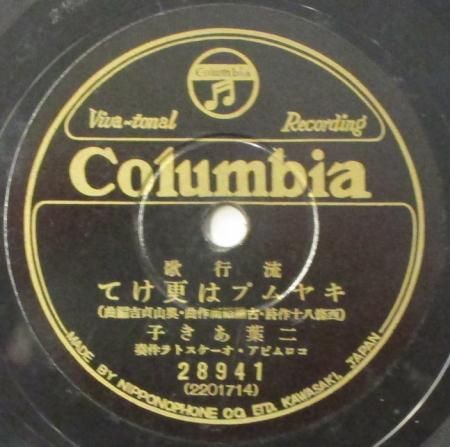 Columbia
Viva-tonal Recording
Columbia
流行歌
キヤムプは更けて
(西條八十作詩・古關裕而作曲・奥山貞吉編曲)
二葉あき子
コロムビア・オーケストラ伴奏
28941
(2201714)
MADE BY NIPPONOPHONE CO. LTD. KAWASAKI, JAPAN